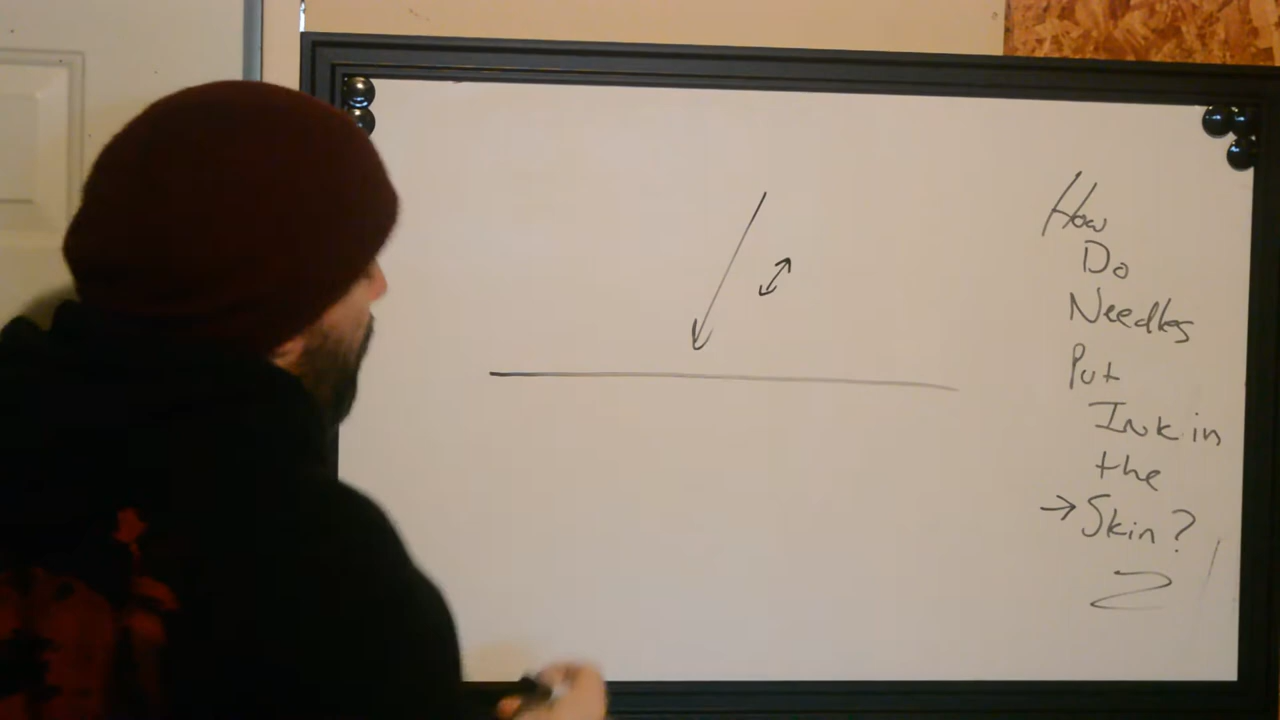 How
Do
Needles
Put
Ink in
the
→ Skin?